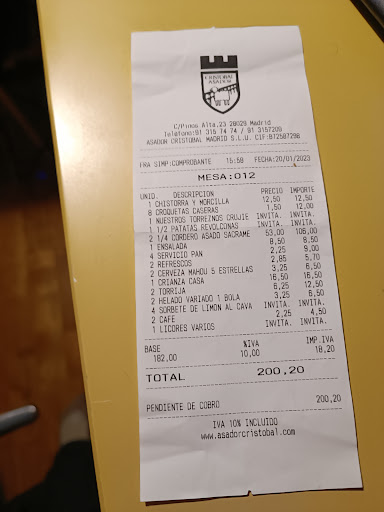 CRISTOBAL
ASADOR
C/Pinos Alta,23 28029 Madrid
Telefono:91 315 74 74 / 91 3157209
ASADOR CRISTOBAL MADRID S.L.U. CIF:B72587296
FRA SIMP:COMPROBANTE 16:58 FECHA:20/01/2023
MESA:012
UNID. DESCRIPCION PRECIO IMPORTE
1 CHISTORRA Y MORCILLA 12,50 12,50
8 CROQUETAS CASERAS 1,50 12,00
1 NUESTROS TORREZNOS CRUJIE INVITA. INVITA.
1 1/2 PATATAS REVOLCONAS INVITA. INVITA.
2 1/4 CORDERO ASADO SACRAME 53,00 106,00
1 ENSALADA 8,50 8,50
4 SERVICIO PAN 2,25 9,00
2 REFRESCOS 2,85 5,70
2 CERVEZA MAHOU 5 ESTRELLAS 3,25 6,50
1 CRIANZA CASA 16,50 16,50
2 TORRIJA 6,25 12,50
2 HELADO VARIADO 1 BOLA 3,25 6,50
4 SORBETE DE LIMON AL CAVA INVITA. INVITA.
2 CAFE 2,25 4,50
1 LICORES VARIOS INVITA. INVITA.
BASE %IVA IMP.IVA
182,00 10,00 18,20
TOTAL 200,20
PENDIENTE DE COBRO 200,20
IVA 10% INCLUIDO
www.asadorcristobal.com